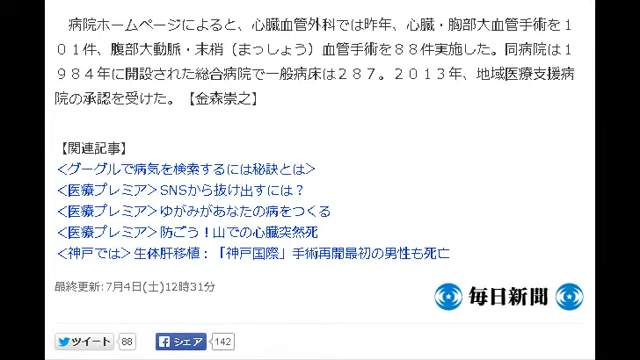 病院ホームページによると、心臓血管外科では昨年、心臓・胸部大血管手術を１
０１件、腹部大動脈・末梢（まっしょう）血管手術を８８件実施した。同病院は１
９８４年に開設された総合病院で一般病床は２８７。２０１３年、地域医療支援病
院の承認を受けた。【金森崇之】
【関連記事】
＜グーグルで病気を検索するには秘訣とは＞
＜医療プレミア＞SNSから抜け出すには？
＜医療プレミア＞ゆがみがあなたの病をつくる
＜医療プレミア＞防ごう！山での心臓突然死
＜神戸では＞生体肝移植：「神戸国際」手術再開最初の男性も死亡
最終更新:7月4日(土)12時31分
毎日新聞
ツイート 88 シェア 142